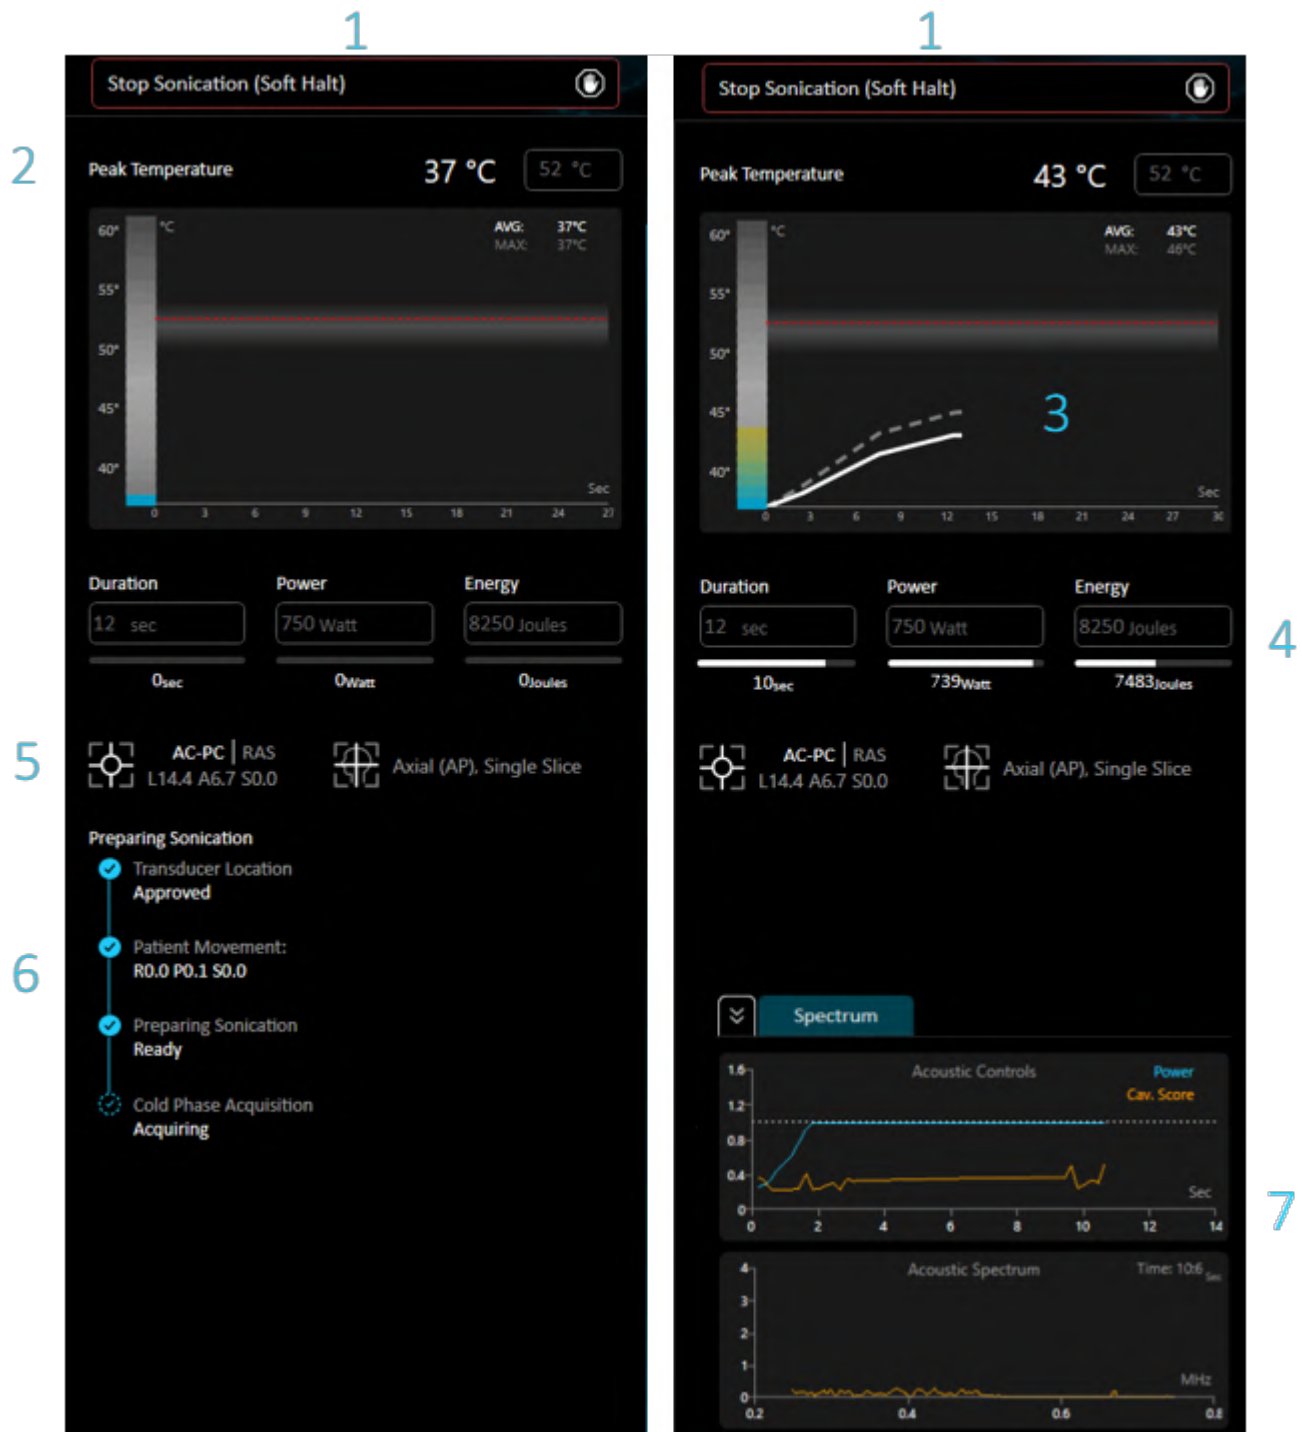 1
1
Stop Sonication (Soft Halt)
2
Peak Temperature 37 °C 52 °C
60° °C AVG: 37°C
MAX: 37°C
55°
50°
45°
40°
Sec
0 3 6 9 12 15 18 21 24 27
Duration Power Energy
12 sec 750 Watt 8250 Joules
0sec 0Watt 0Joules
5
AC-PC | RAS
L14.4 A6.7 S0.0
Axial (AP), Single Slice
Preparing Sonication
Transducer Location
Approved
6
Patient Movement:
R0.0 P0.1 S0.0
Preparing Sonication
Ready
Cold Phase Acquisition
Acquiring
Stop Sonication (Soft Halt)
Peak Temperature 43 °C 52 °C
60° °C AVG: 43°C
MAX: 46°C
55°
50°
45°
3
40°
Sec
0 3 6 9 12 15 18 21 24 27 30
Duration Power Energy
12 sec 750 Watt 8250 Joules
4
10sec 739Watt 7483Joules
AC-PC | RAS
L14.4 A6.7 S0.0
Axial (AP), Single Slice
Spectrum
1.6 Acoustic Controls Power
Cav. Score
1.2
0.8
0.4
Sec
0
0 2 4 6 8 10 12 14
7
4 Acoustic Spectrum Time: 10:6 Sec
3
2
1
MHz
0
0.2 0.4 0.6 0.8